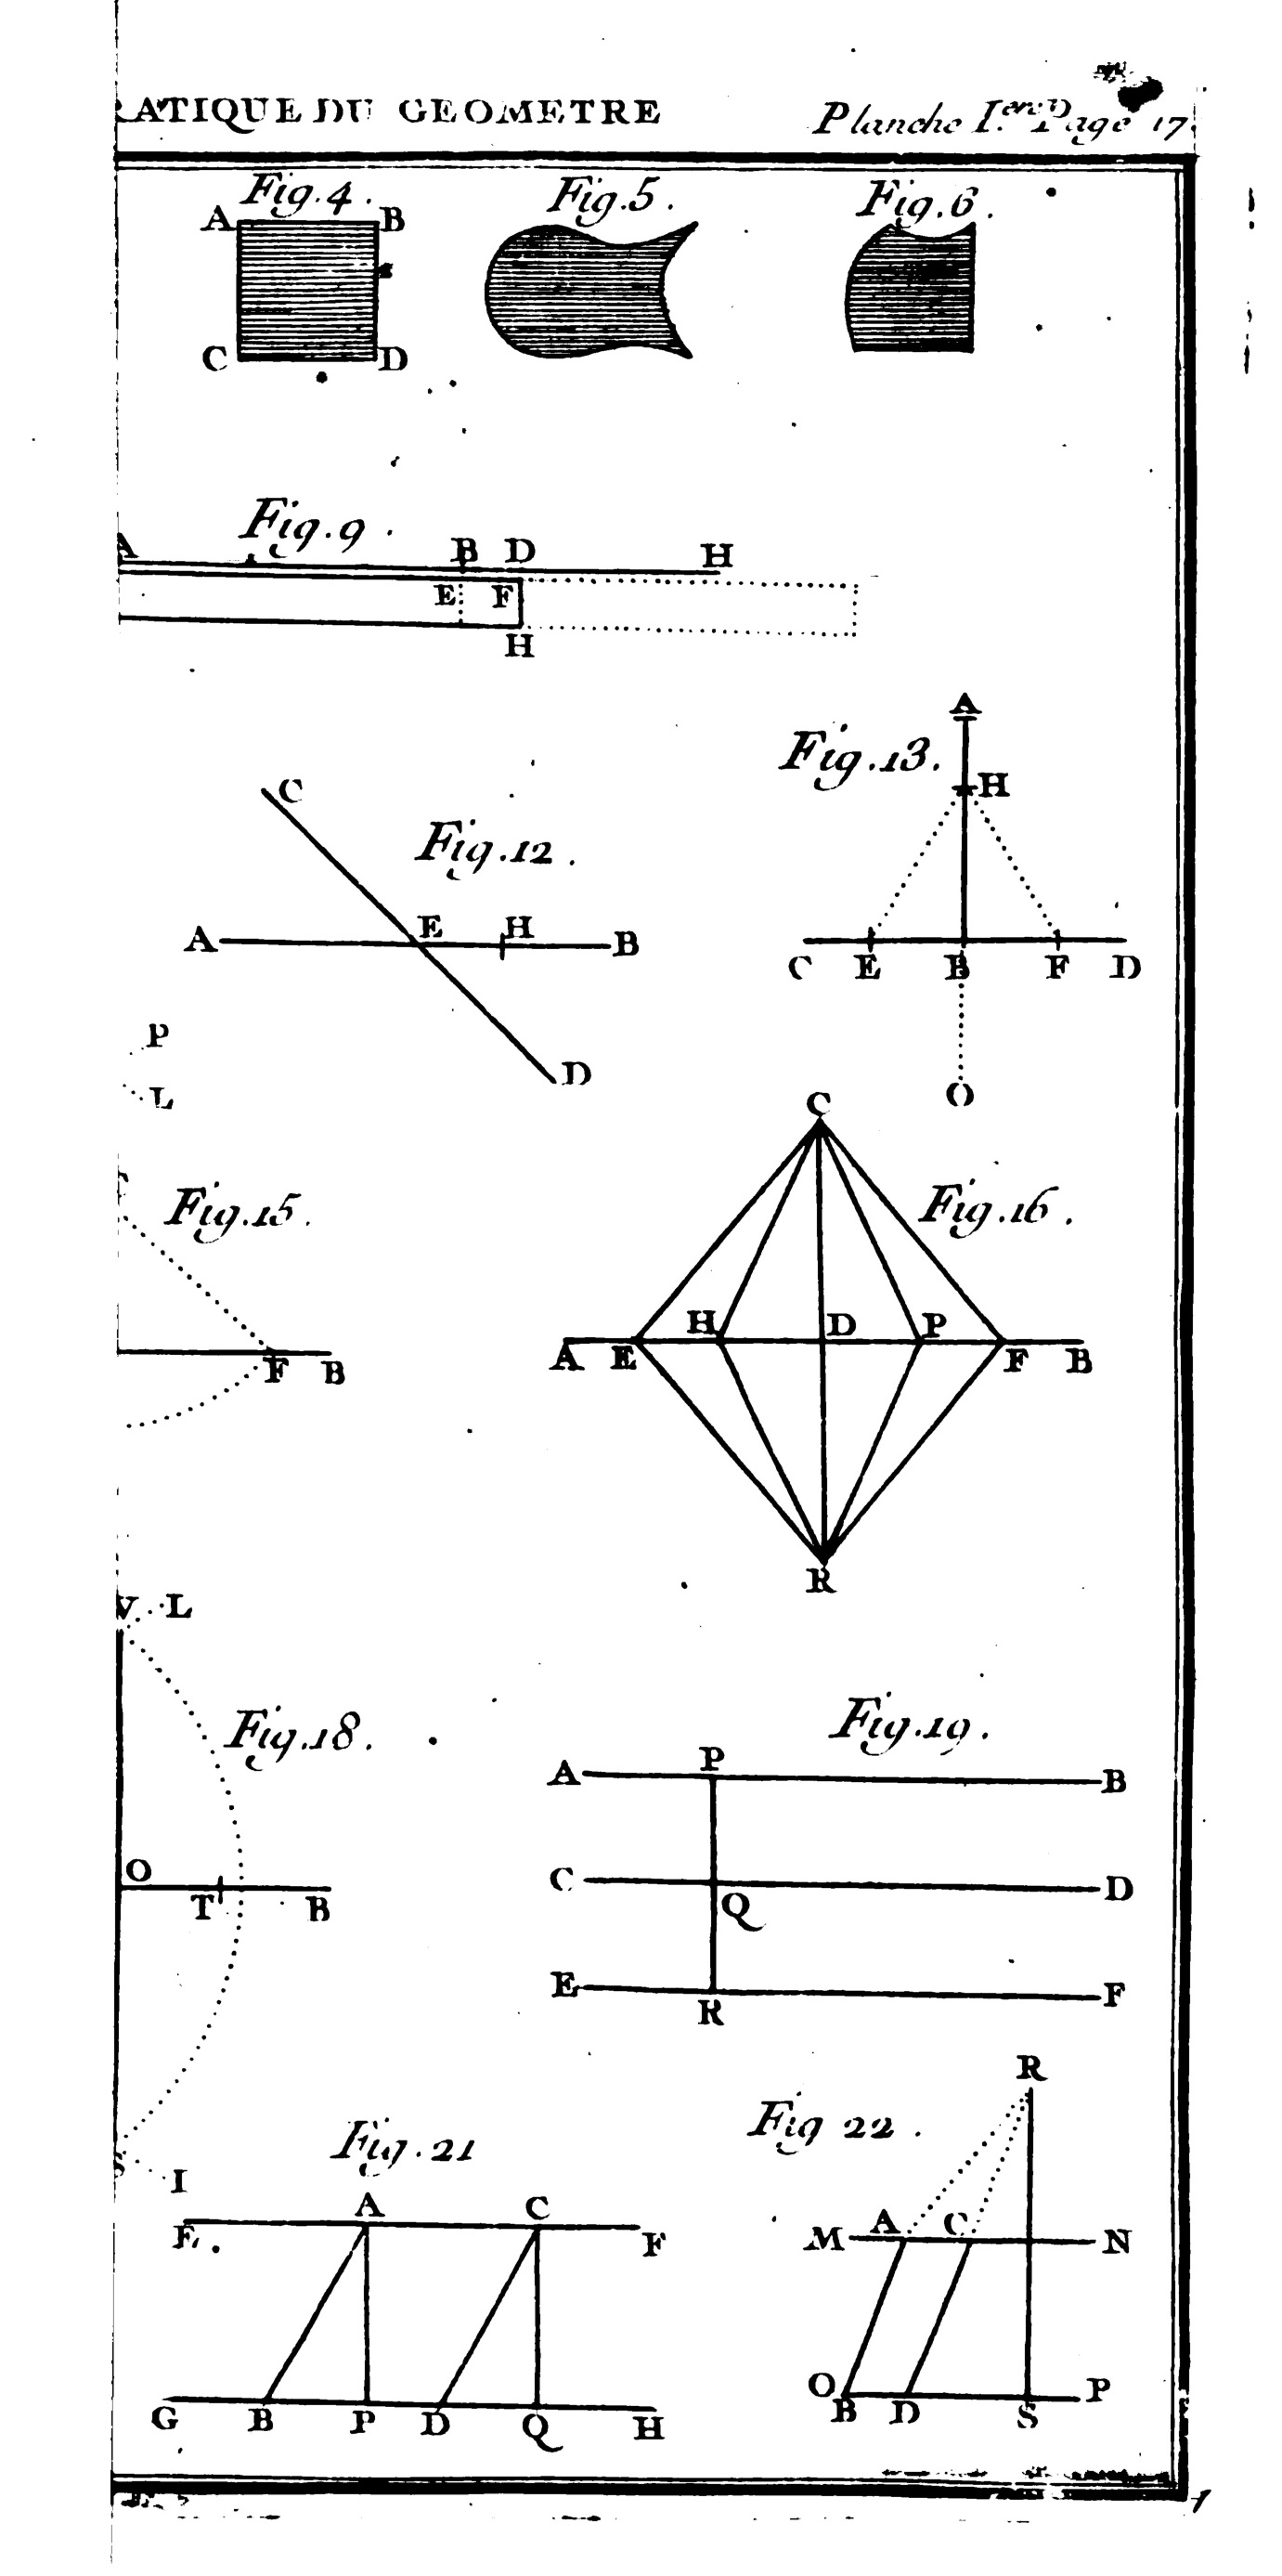 ATIQUE DU GEOMETRE Planche I.ere Page 17.
Fig. 4. Fig. 5. Fig. 6.
A B
C D
Fig. 9.
A B D H
E F
H
A
Fig. 13.
H
C
Fig. 12.
A E H B
C E B F D
P
D
L
O
C
Fig. 15. Fig. 16.
H D P
A E F B
F B
R
V L
Fig. 18. Fig. 19.
P
A B
O
C D
T B Q
E F
R
R
Fig. 21 Fig 22.
S I
A C
E. F
M A C N
O P
G B P D Q H
B D S